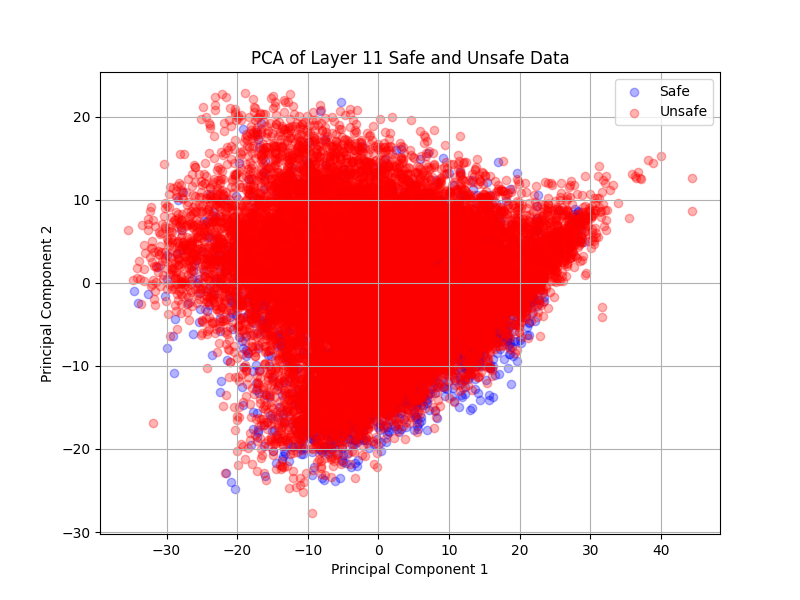 PCA of Layer 11 Safe and Unsafe Data
Safe
Unsafe
Principal Component 2
20
10
0
−10
−20
−30
−30 −20 −10 0 10 20 30 40
Principal Component 1